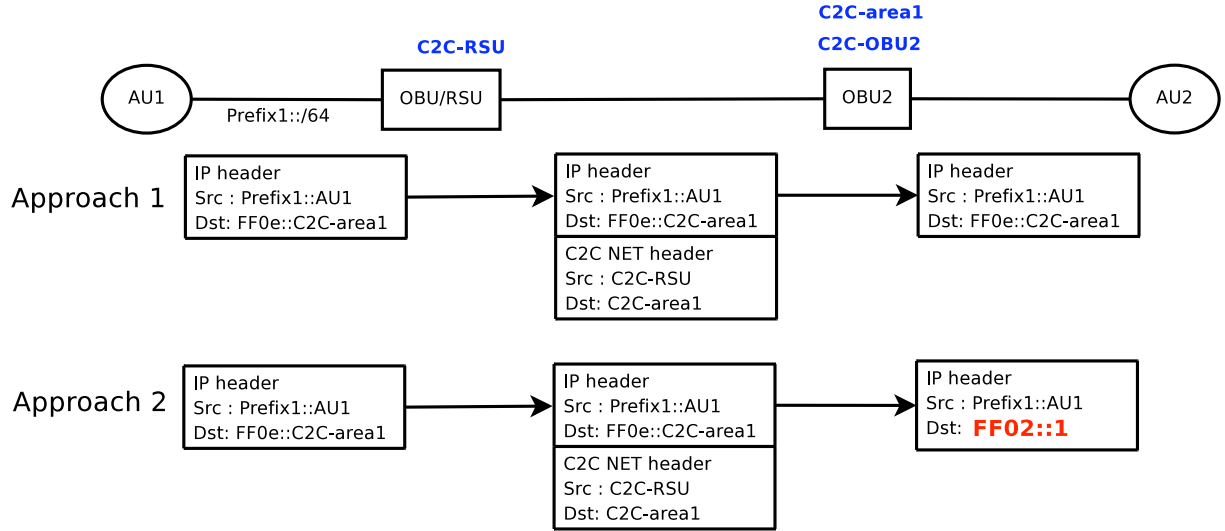 C2C-area1
C2C-RSU
C2C-OBU2
AU1
OBU/RSU
OBU2
AU2
Prefix1::/64
Approach 1
IP header
Src : Prefix1::AU1
Dst: FF0e::C2C-area1
IP header
Src : Prefix1::AU1
Dst: FF0e::C2C-area1
C2C NET header
Src : C2C-RSU
Dst: C2C-area1
IP header
Src : Prefix1::AU1
Dst: FF0e::C2C-area1
Approach 2
IP header
Src : Prefix1::AU1
Dst: FF0e::C2C-area1
IP header
Src : Prefix1::AU1
Dst: FF0e::C2C-area1
C2C NET header
Src : C2C-RSU
Dst: C2C-area1
IP header
Src : Prefix1::AU1
Dst: FF02::1